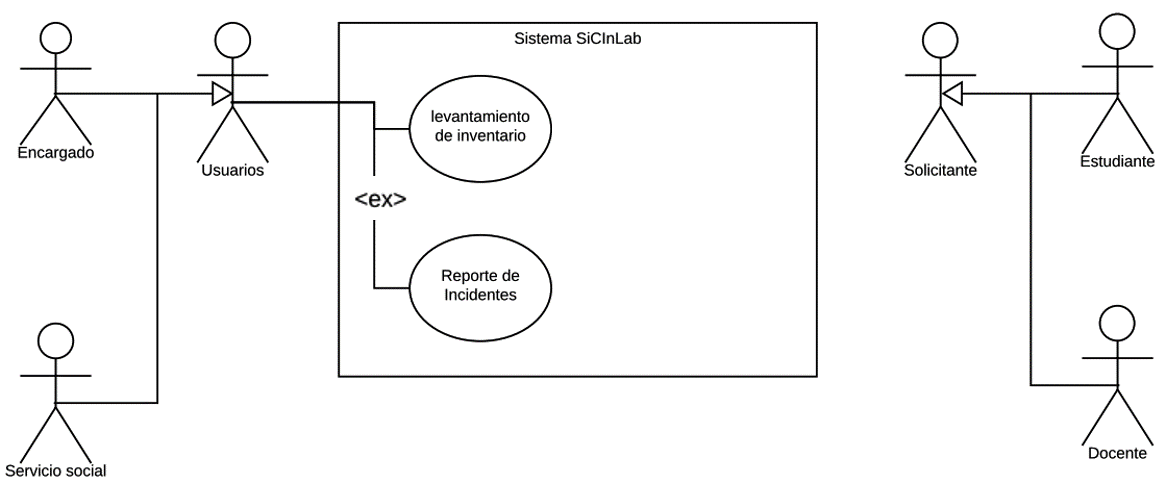 Sistema SiCInLab
levantamiento
de inventario
Encargado
Usuarios
Solicitante
Estudiante
<ex>
Reporte de
Incidentes
Docente
Servicio social